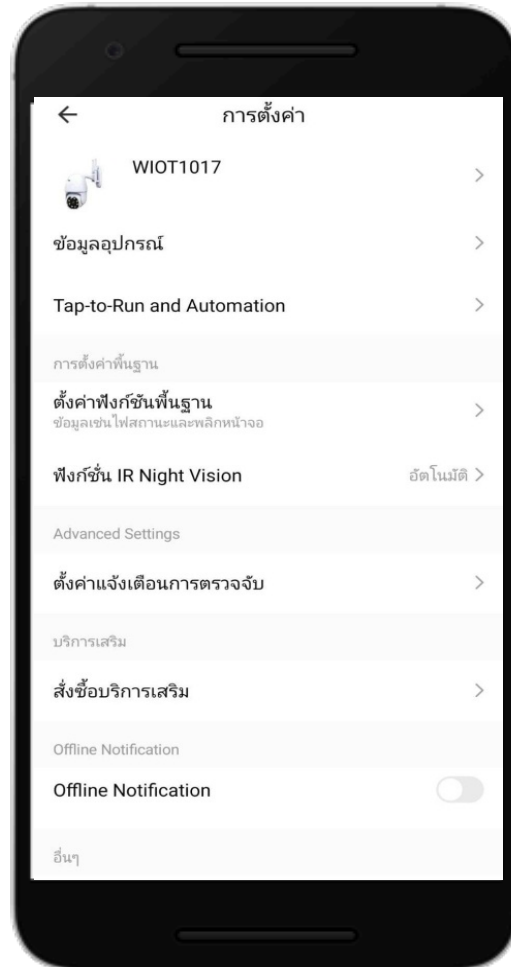 การตั้งค่า
WIOT1017
ข้อมูลอุปกรณ์
Tap-to-Run and Automation
การตั้งค่าพื้นฐาน
ตั้งค่าฟังก์ชันพื้นฐาน
ข้อมูลเช่นไฟสถานะและพลิกหน้าจอ
ฟังก์ชั่น IR Night Vision อัตโนมัติ
Advanced Settings
ตั้งค่าแจ้งเตือนการตรวจจับ
บริการเสริม
สั่งซื้อบริการเสริม
Offline Notification
Offline Notification
อื่นๆ